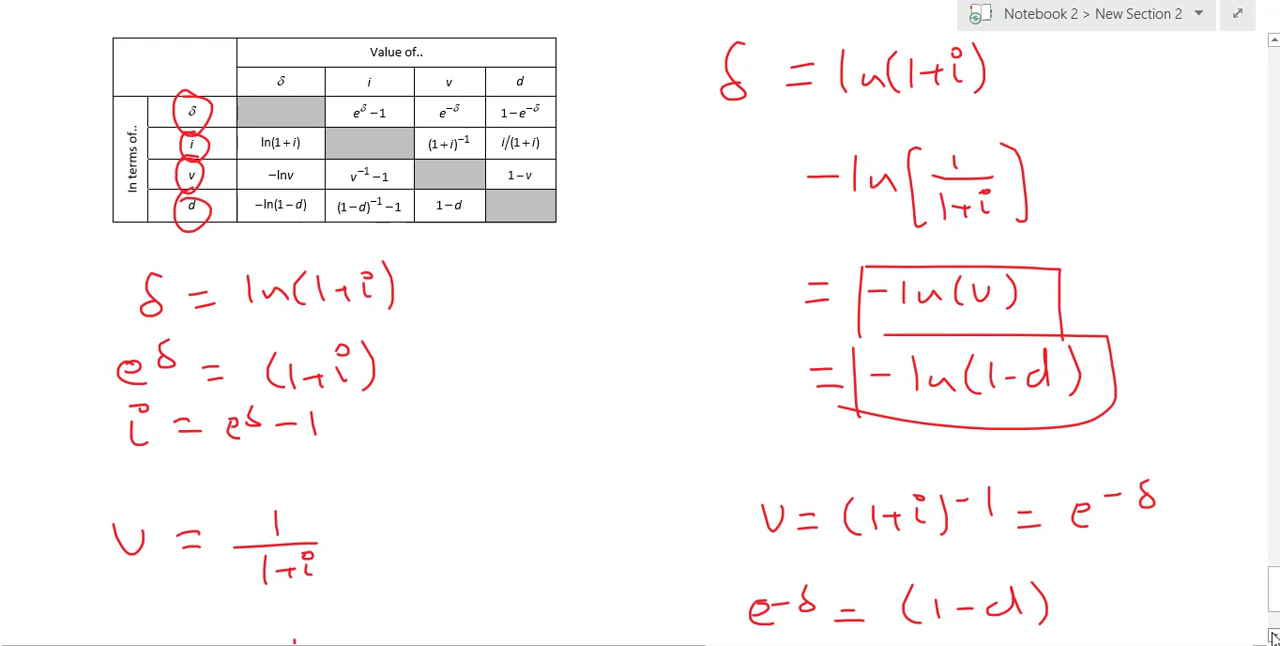 Notebook 2 > New Section 2
Value of..
δ i v d
In terms of..
δ e^δ −1 e^−δ 1−e^−δ
i ln(1+i) (1+i)^−1 i/(1+i)
v −lnv v^−1 −1 1−v
d −ln(1−d) (1−d)^−1 −1 1−d
δ = ln(1+i)
e^δ = (1+i)
i = e^δ −1
v = 1/1+i
δ = ln(1+i)
−ln[1/1+i]
= −ln(v)
= −ln(1−d)
v = (1+i)^−1 = e^−δ
e^−δ = (1−d)